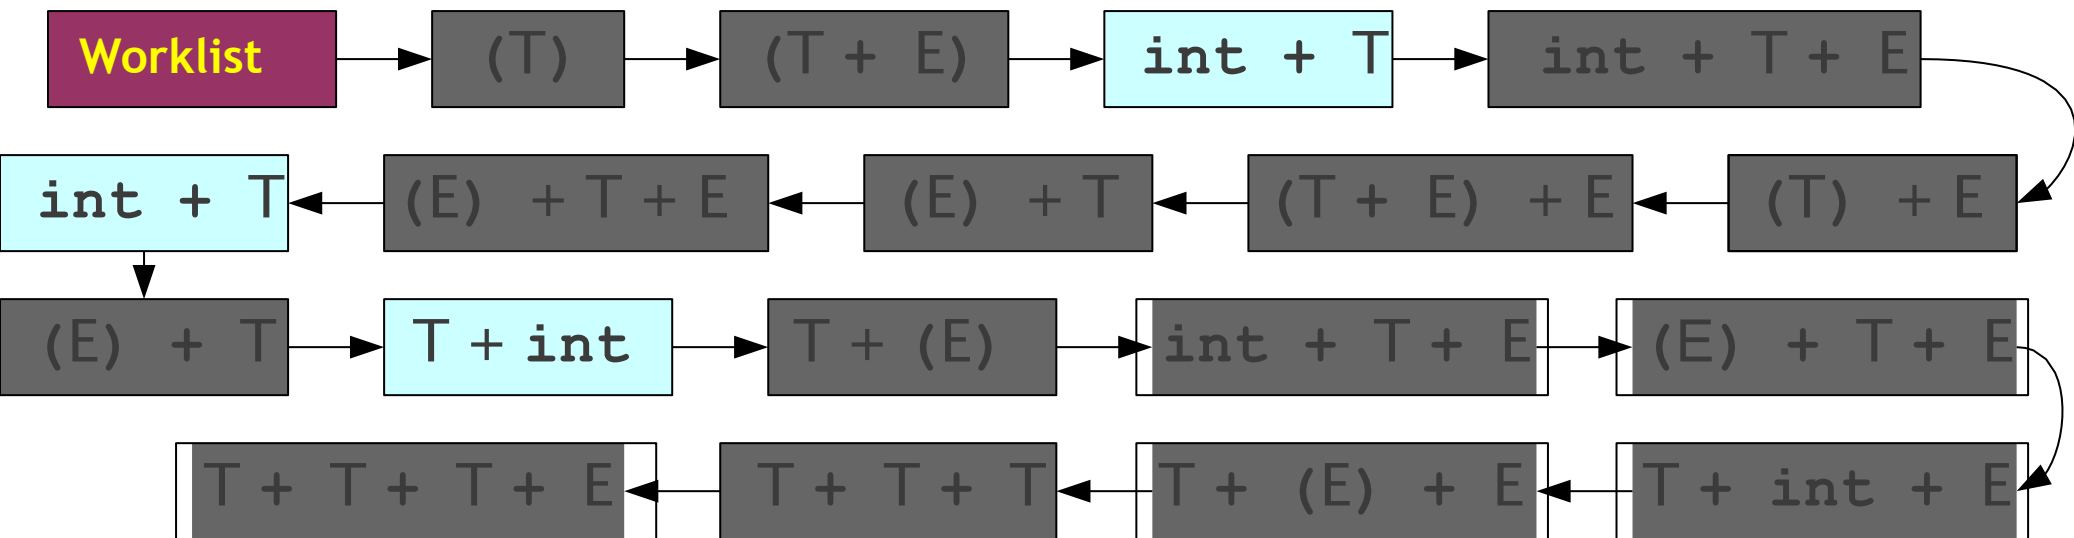 Worklist (T) (T + E) int + T int + T + E
int + T (E) + T + E (E) + T (T + E) + E (T) + E
(E) + T T + int T + (E) int + T + E (E) + T + E
T + T + T + E T + T + T T + (E) + E T + int + E